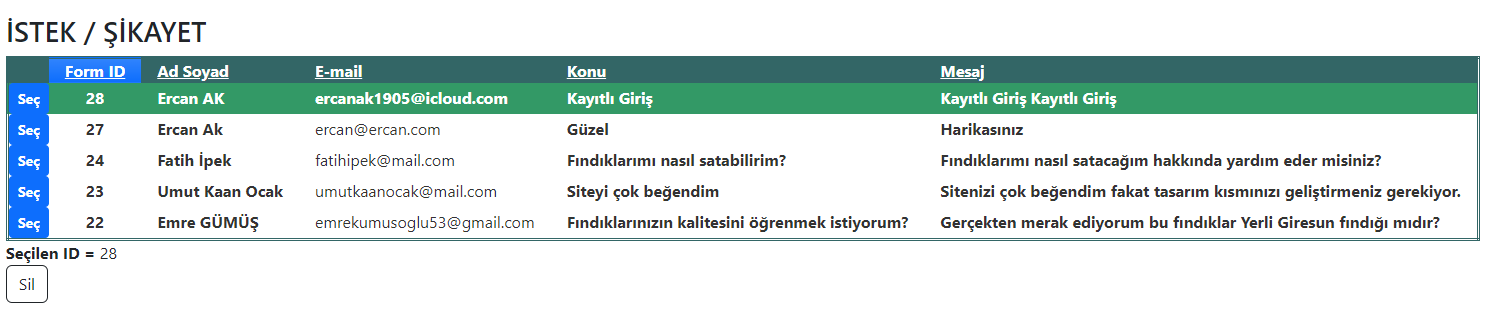 İSTEK / ŞİKAYET
Form ID Ad Soyad E-mail Konu Mesaj
Seç 28 Ercan AK ercanak1905@icloud.com Kayıtlı Giriş Kayıtlı Giriş Kayıtlı Giriş
Seç 27 Ercan Ak ercan@ercan.com Güzel Harikasınız
Seç 24 Fatih İpek fatihipek@mail.com Fındıklarımı nasıl satabilirim? Fındıklarımı nasıl satacağım hakkında yardım eder misiniz?
Seç 23 Umut Kaan Ocak umutkaanocak@mail.com Siteyi çok beğendim Sitenizi çok beğendim fakat tasarım kısmınızı geliştirmeniz gerekiyor.
Seç 22 Emre GÜMÜŞ emrekumusoglu53@gmail.com Fındıklarınızın kalitesini öğrenmek istiyorum? Gerçekten merak ediyorum bu fındıklar Yerli Giresun fındığı mıdır?
Seçilen ID = 28
Sil